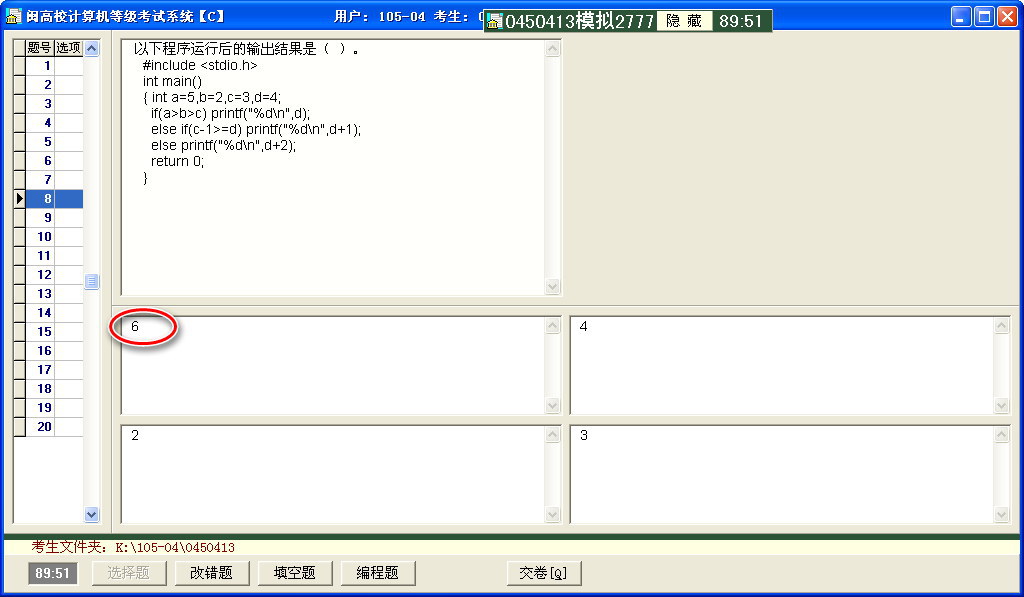 闽高校计算机等级考试系统【C】
用户: 105-04 考生:
0450413模拟2777 隐 藏 89:51
题号 选项
以下程序运行后的输出结果是（ ）。
#include <stdio.h>
int main()
{ int a=5,b=2,c=3,d=4;
if(a>b>c) printf("%d\n",d);
else if(c-1>=d) printf("%d\n",d+1);
else printf("%d\n",d+2);
return 0;
}
1
2
3
4
5
6
7
8
9
10
11
12
13
14
15
16
17
18
19
20
6
4
2
3
考生文件夹: K:\105-04\0450413
89:51 选择题 改错题 填空题 编程题 交卷[Q]